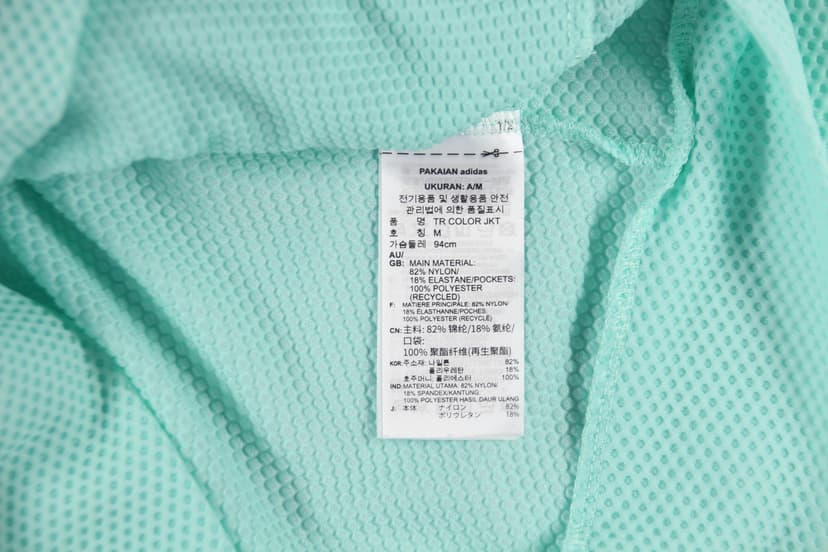 PAKAIAN adidas
UKURAN: A/M
전기용품 및 생활용품 안전
관리법에 의한 품질표시
품 명 TR COLOR JKT
호 칭 M
가슴둘레 94cm
AU/
GB: MAIN MATERIAL:
82% NYLON/
18% ELASTANE/POCKETS:
100% POLYESTER
(RECYCLED)
F: MATIERE PRINCIPALE: 82% NYLON/
18% ELASTHANNE/POCHES:
100% POLYESTER (RECYCLÉ)
CN: 主料: 82% 锦纶/18% 氨纶/
口袋:
100% 聚酯纤维(再生聚酯)
KOR: 주소재: 나일론 82%
폴리우레탄 18%
호주머니: 폴리에스터 100%
IND: MATERIAL UTAMA: 82% NYLON/
18% SPANDEX/KANTUNG:
100% POLYESTER HASIL DAUR ULANG
J: 本体 ナイロン 82%
ポリウレタン 18%